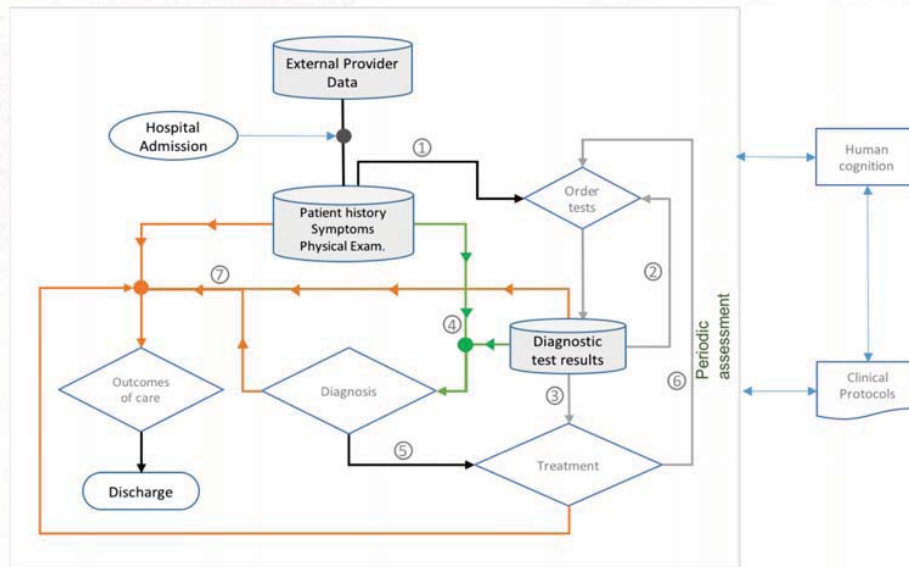 External Provider
Data
Hospital
Admission
①
Human
cognition
Order
tests
Patient history
Symptoms
Physical Exam.
②
⑦
Periodic
assessment
④
Diagnostic
test results
⑥
Outcomes
of care
Diagnosis
③
Clinical
Protocols
⑤
Treatment
Discharge